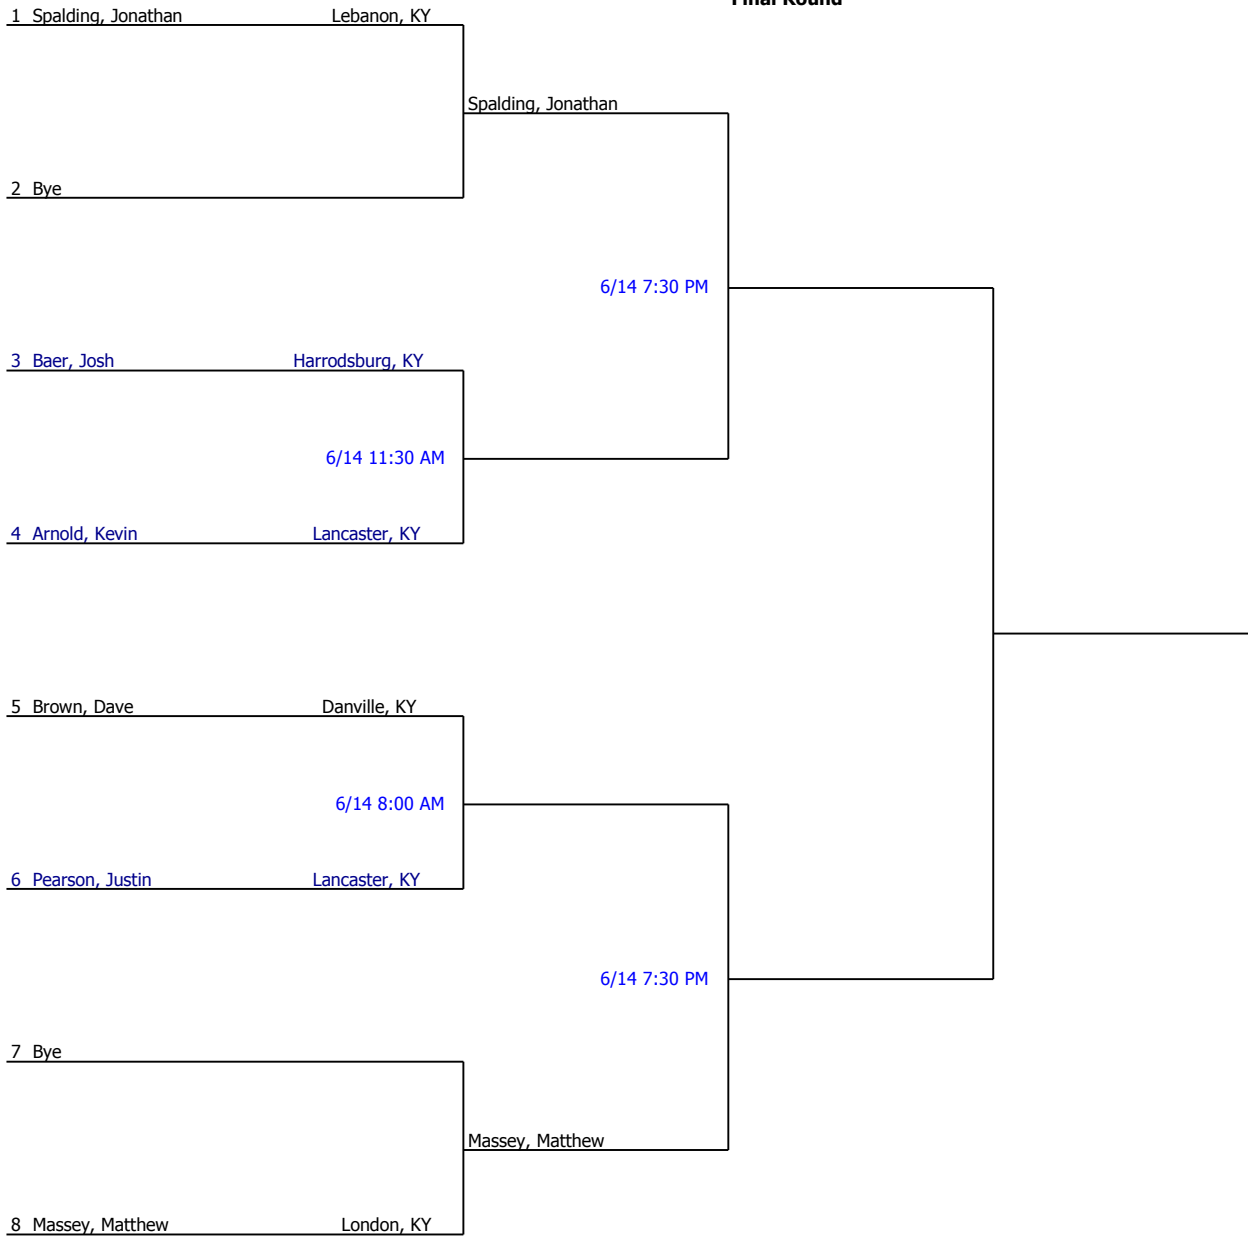 Final Round
1 Spalding, Jonathan Lebanon, KY
Spalding, Jonathan
2 Bye
6/14 7:30 PM
3 Baer, Josh Harrodsburg, KY
6/14 11:30 AM
4 Arnold, Kevin Lancaster, KY
5 Brown, Dave Danville, KY
6/14 8:00 AM
6 Pearson, Justin Lancaster, KY
6/14 7:30 PM
7 Bye
Massey, Matthew
8 Massey, Matthew London, KY